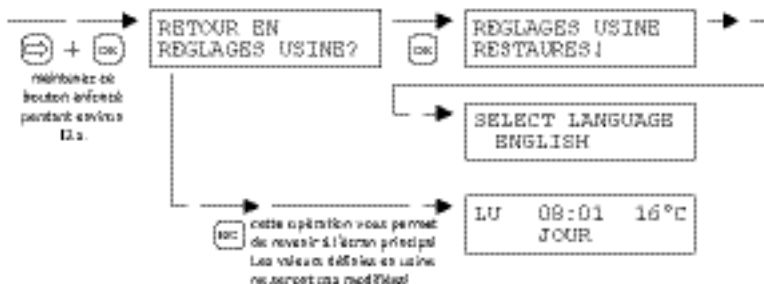 RETOUR EN
REGLAGES USINE?
REGLAGES USINE
RESTAURES!
+
OK
OK
maintenez ce
bouton enfoncé
pendant environ
SELECT LANGUAGE
ENGLISH
LU 08:01 16°C
JOUR
ESC
cette opération vous permet
de revenir à l'écran principal
Les valeurs définies en usine
ne seront pas modifiées!